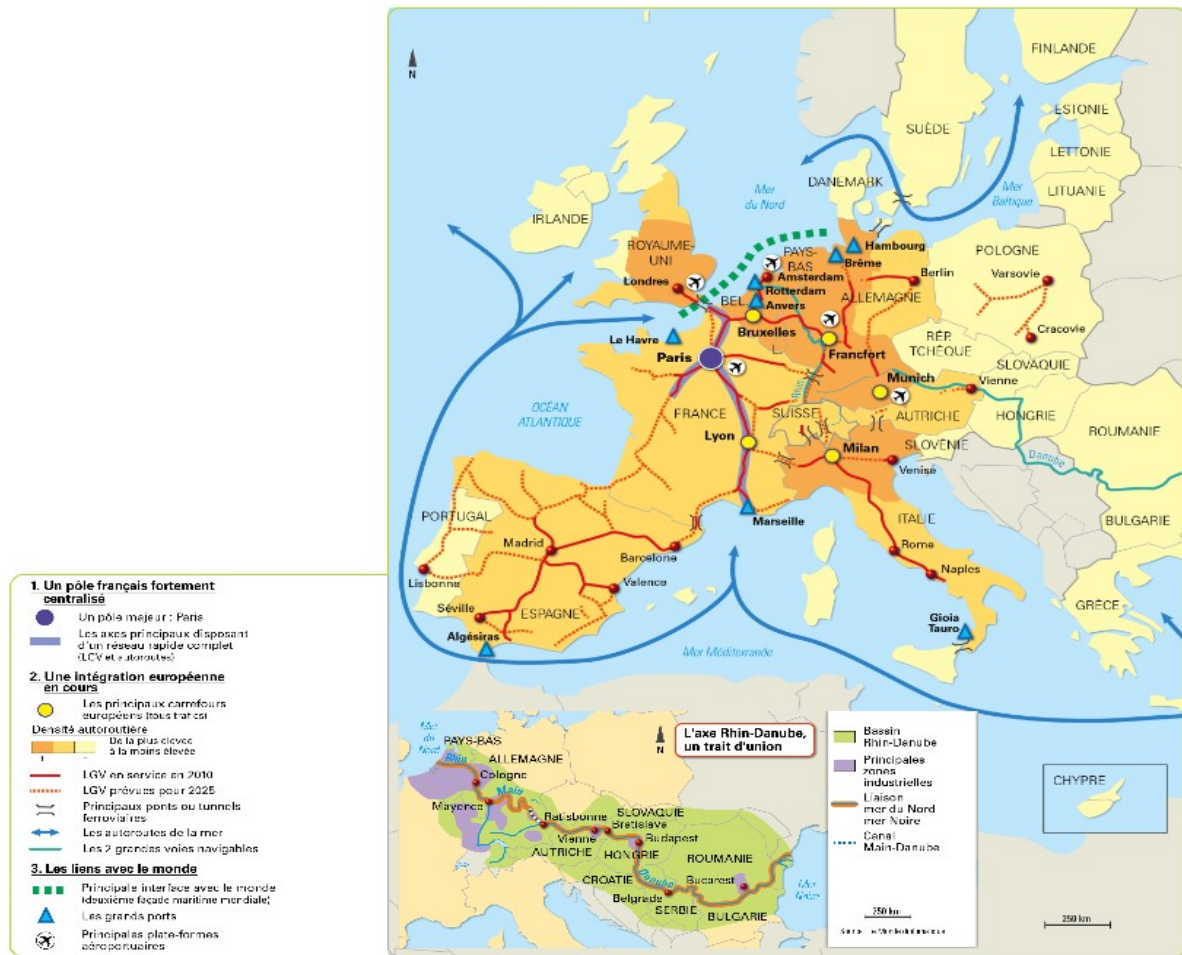 N
FINLANDE
ESTONIE
SUÈDE
LETTONIE
LITUANIE
DANEMARK
Mer
du Nord
Mer
Baltique
IRLANDE
ROYAUME-
UNI
PAYS-
BAS
Hambourg
Brême
POLOGNE
Londres
Amsterdam
Rotterdam
Anvers
BEL.
Berlin
ALLEMAGNE
Varsovie
Bruxelles
Le Havre
L.
Francfort
Cracovie
Paris
RÉP.
TCHÈQUE
SLOVAQUIE
Rhin
Munich
Vienne
OCÉAN
ATLANTIQUE
FRANCE
SUISSE
AUTRICHE
HONGRIE
ROUMANIE
Lyon
Milan
SLOVÉNIE
Venise
Danube
PORTUGAL
Marseille
ITALIE
BULGARIE
Madrid
Barcelone
Rome
Lisbonne
Valence
Naples
Séville
ESPAGNE
GRÈCE
Algésiras
Gioia
Tauro
Mer Méditerranée
CHYPRE
250 km
1. Un pôle français fortement
centralisé
Un pôle majeur : Paris
Les axes principaux disposant
d'un réseau rapide complet
(LGV et autoroutes)
2. Une intégration européenne
en cours
Les principaux carrefours
européens (tous trafics)
Densité autoroutière
De la plus élevée
à la moins élevée
+ -
LGV en service en 2010
LGV prévues pour 2025
Principaux ponts ou tunnels
ferroviaires
Les autoroutes de la mer
Les 2 grandes voies navigables
3. Les liens avec le monde
Principale interface avec le monde
(deuxième façade maritime mondiale)
Les grands ports
Principales plate-formes
aéroportuaires
L'axe Rhin-Danube,
un trait d'union
N
Mer
du Nord
PAYS-BAS
ALLEMAGNE
Rhin
Cologne
Mayence
Main
Ratisbonne
SLOVAQUIE
Bratislave
Vienne
Budapest
AUTRICHE
HONGRIE
ROUMANIE
CROATIE
Danube
Bucarest
Belgrade
SERBIE
BULGARIE
Mer
Noire
Bassin
Rhin-Danube
Principales
zones
industrielles
Liaison
mer du Nord
mer Noire
Canal
Main-Danube
250 km